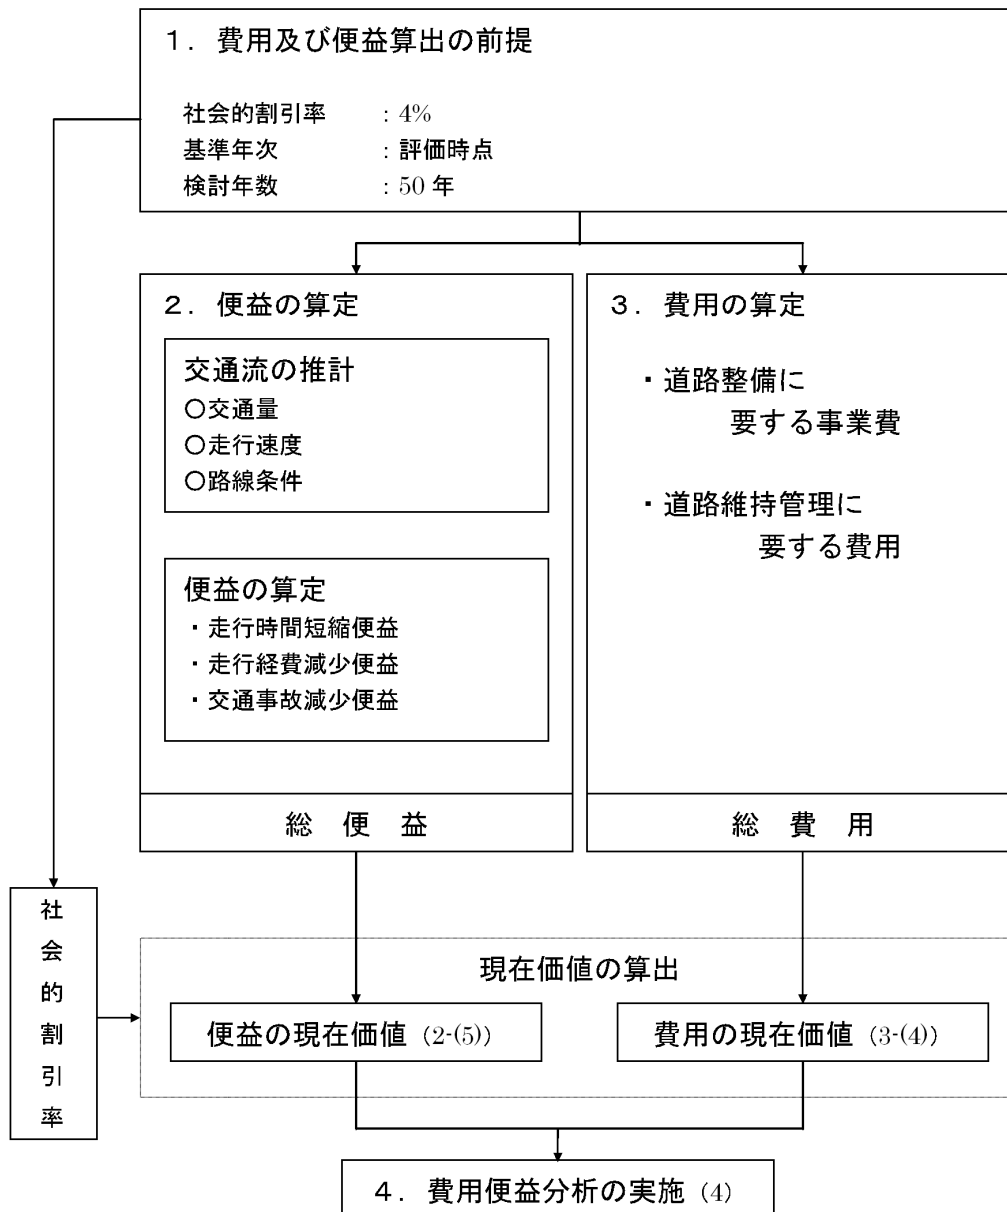 １．費用及び便益算出の前提
社会的割引率　：4%
基準年次　：評価時点
検討年数　：50 年
２．便益の算定
交通流の推計
○交通量
○走行速度
○路線条件
便益の算定
・走行時間短縮便益
・走行経費減少便益
・交通事故減少便益
総　便　益
３．費用の算定
・道路整備に
要する事業費
・道路維持管理に
要する費用
総　費　用
社
会
的
割
引
率
現在価値の算出
便益の現在価値 (2-(5))
費用の現在価値 (3-(4))
４．費用便益分析の実施 (4)